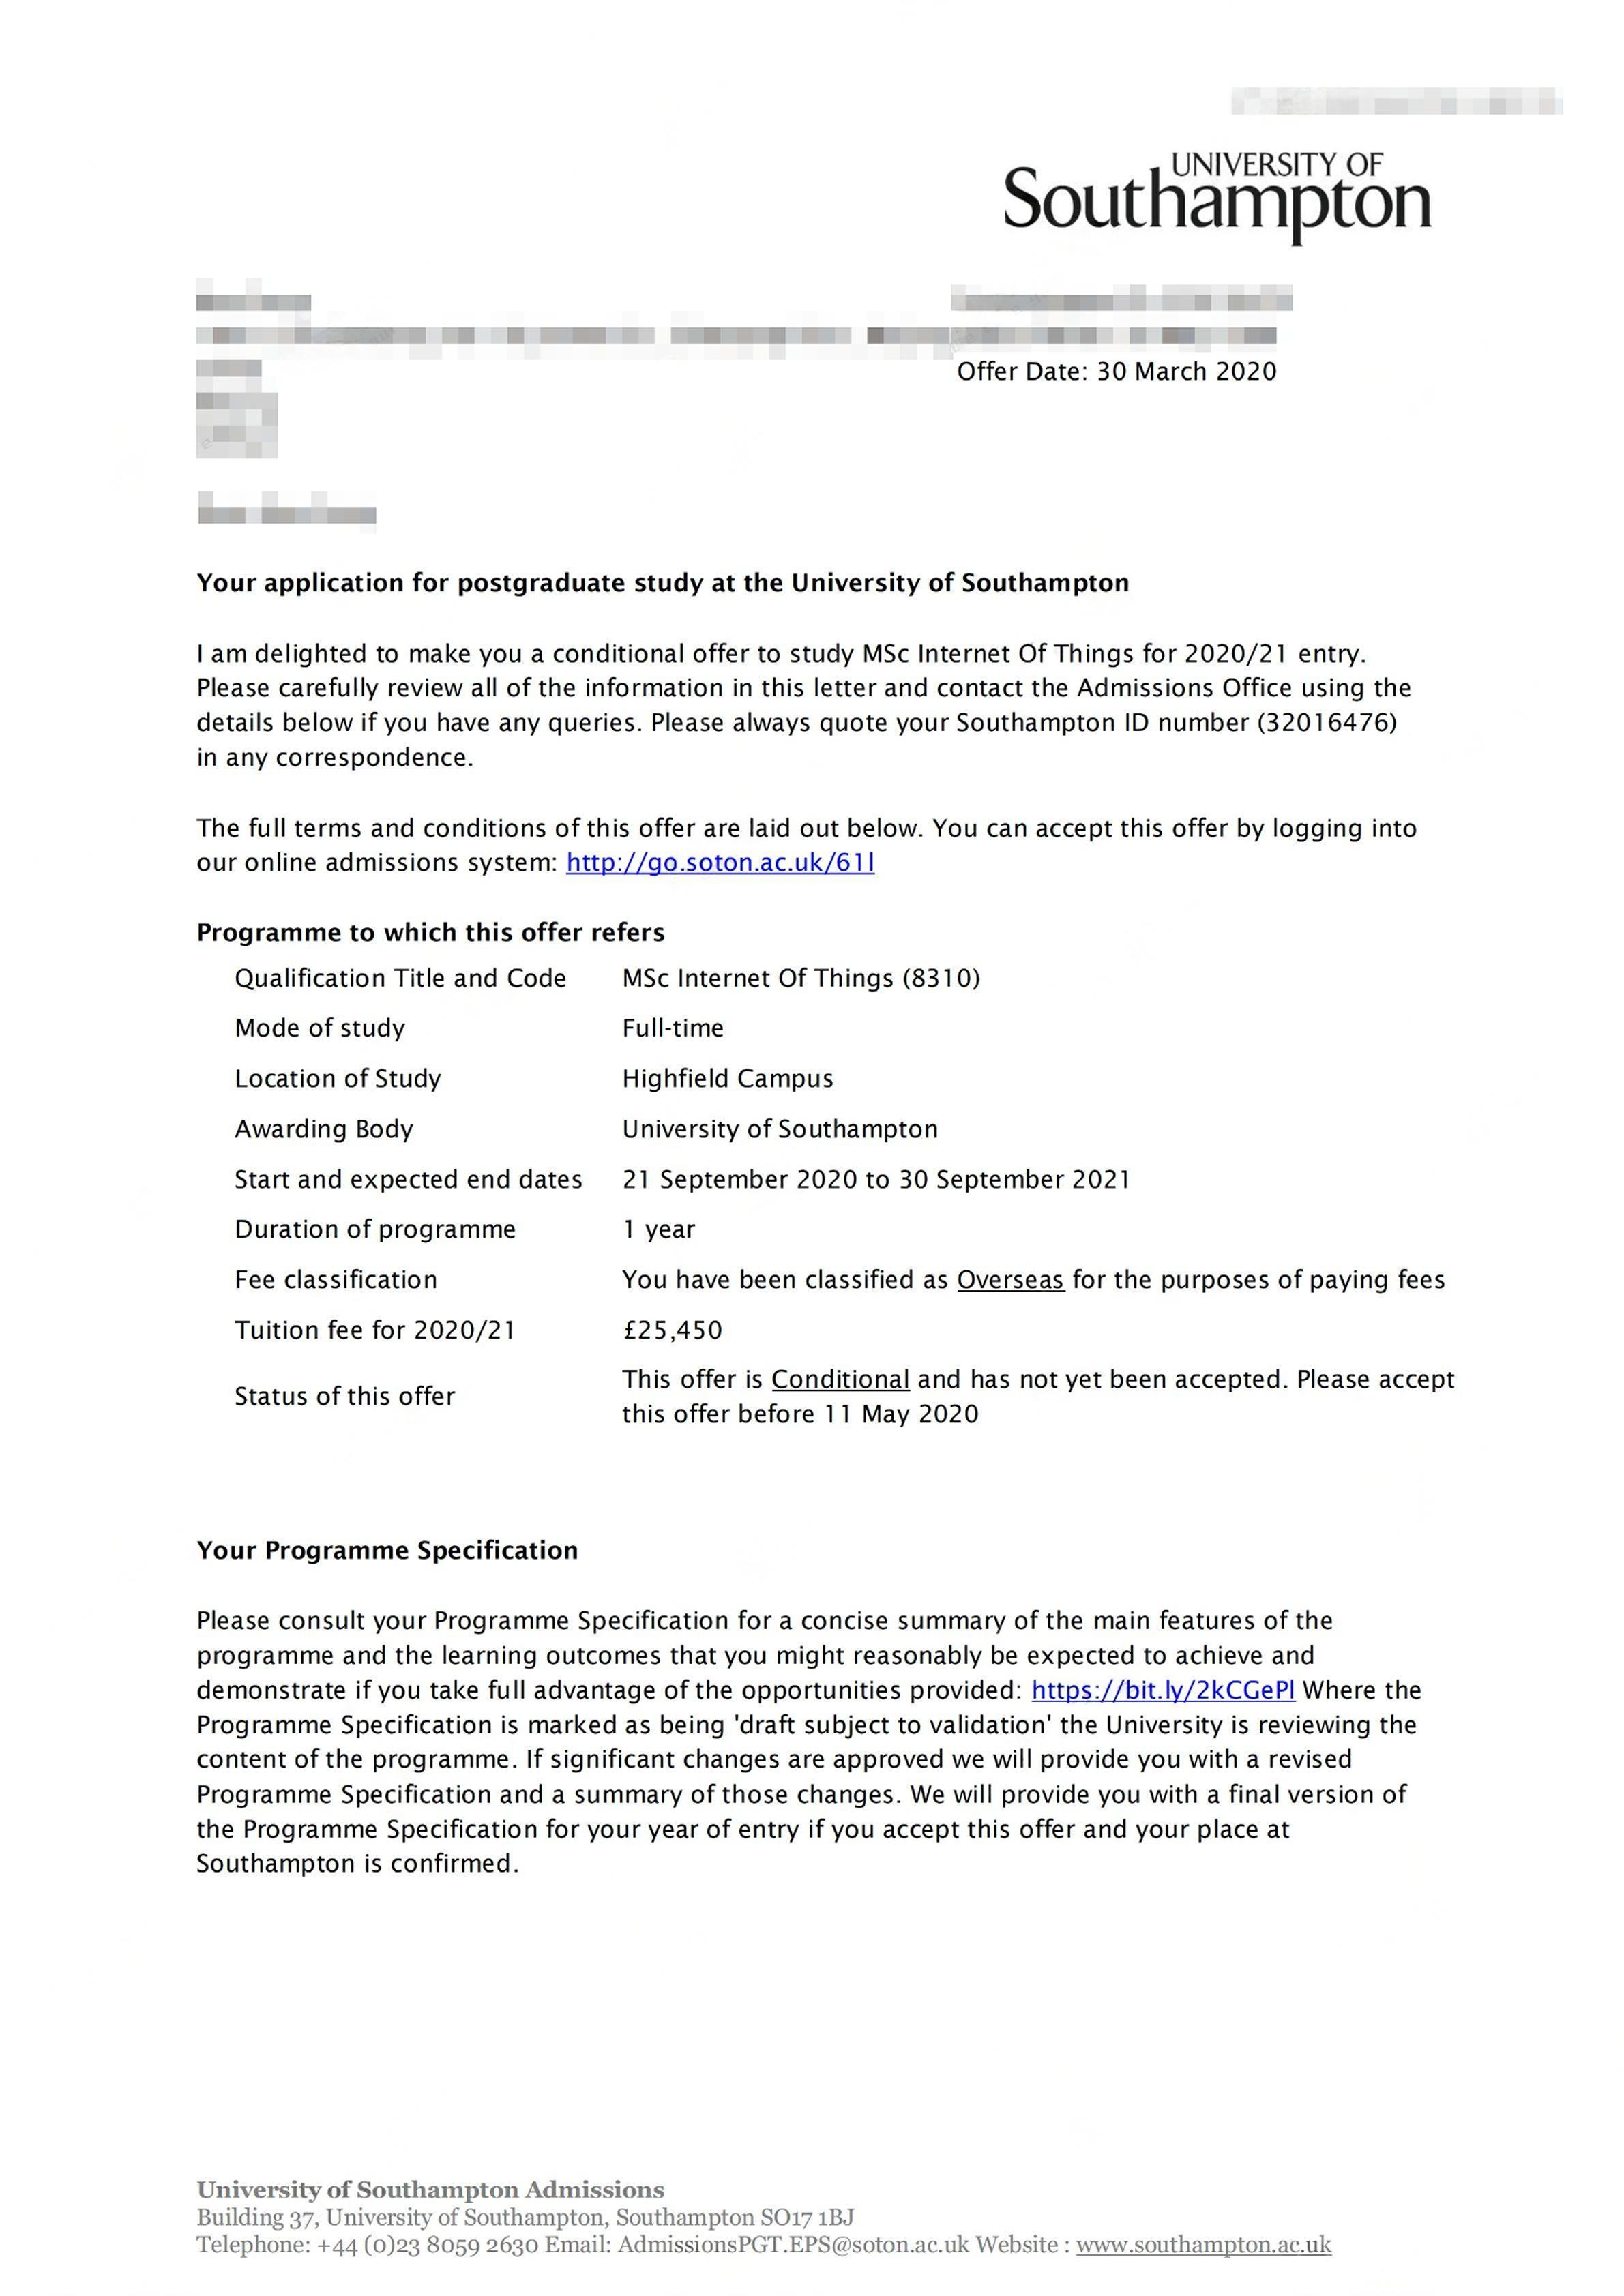 UNIVERSITY OF
Southampton
Offer Date: 30 March 2020
Your application for postgraduate study at the University of Southampton
I am delighted to make you a conditional offer to study MSc Internet Of Things for 2020/21 entry.
Please carefully review all of the information in this letter and contact the Admissions Office using the
details below if you have any queries. Please always quote your Southampton ID number (32016476)
in any correspondence.
The full terms and conditions of this offer are laid out below. You can accept this offer by logging into
our online admissions system: http://go.soton.ac.uk/61l
Programme to which this offer refers
Qualification Title and Code MSc Internet Of Things (8310)
Mode of study Full-time
Location of Study Highfield Campus
Awarding Body University of Southampton
Start and expected end dates 21 September 2020 to 30 September 2021
Duration of programme 1 year
Fee classification You have been classified as Overseas for the purposes of paying fees
Tuition fee for 2020/21 £25,450
Status of this offer This offer is Conditional and has not yet been accepted. Please accept
this offer before 11 May 2020
Your Programme Specification
Please consult your Programme Specification for a concise summary of the main features of the
programme and the learning outcomes that you might reasonably be expected to achieve and
demonstrate if you take full advantage of the opportunities provided: https://bit.ly/2kCGePl Where the
Programme Specification is marked as being 'draft subject to validation' the University is reviewing the
content of the programme. If significant changes are approved we will provide you with a revised
Programme Specification and a summary of those changes. We will provide you with a final version of
the Programme Specification for your year of entry if you accept this offer and your place at
Southampton is confirmed.
University of Southampton Admissions
Building 37, University of Southampton, Southampton SO17 1BJ
Telephone: +44 (0)23 8059 2630 Email: AdmissionsPGT.EPS@soton.ac.uk Website : www.southampton.ac.uk